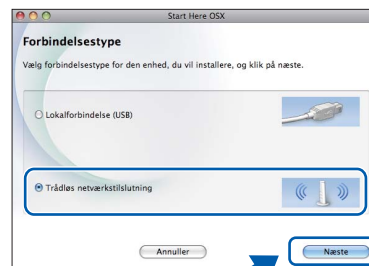 Start Here OSX
Forbindelsestype
Vælg forbindelsestype for den enhed, du vil installere, og klik på næste.
Lokalforbindelse (USB)
Trådløs netværkstilslutning
Annuller
Næste